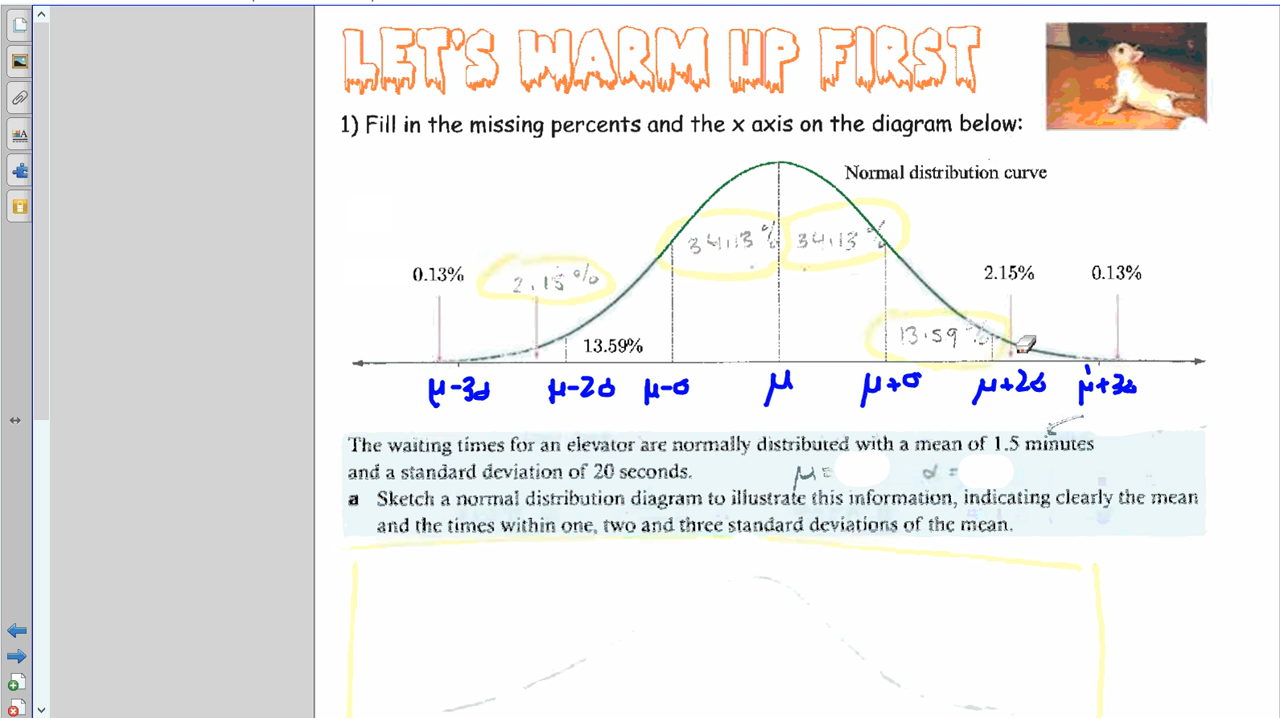 LET'S WARM UP FIRST
1) Fill in the missing percents and the x axis on the diagram below:
Normal distribution curve
34.13% 34.13%
0.13% 2.15% 2.15% 0.13%
13.59% 13.59%
μ-3σ μ-2σ μ-σ μ μ+σ μ+2σ μ+3σ
The waiting times for an elevator are normally distributed with a mean of 1.5 minutes
and a standard deviation of 20 seconds. μ= σ=
a Sketch a normal distribution diagram to illustrate this information, indicating clearly the mean
and the times within one, two and three standard deviations of the mean.